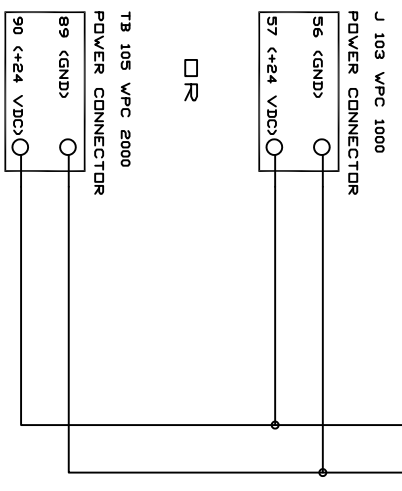 J 103 WPC 1000
POWER CONNECTOR
56 (GND)
57 (+24 VDC)
OR
TB 105 WPC 2000
POWER CONNECTOR
89 (GND)
90 (+24 VDC)